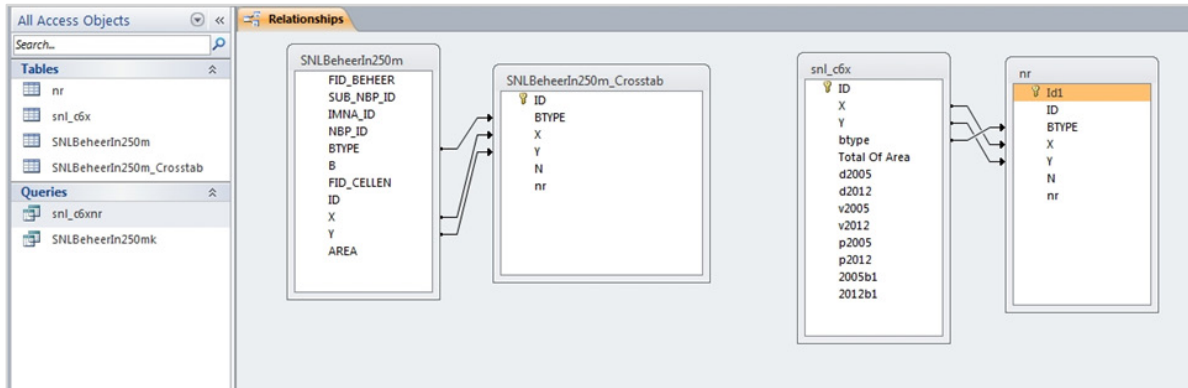 All Access Objects
Search...
Tables
nr
snl_c6x
SNLBeheerIn250m
SNLBeheerIn250m_Crosstab
Queries
snl_c6xnr
SNLBeheerIn250mk
Relationships
SNLBeheerIn250m
FID_BEHEER
SUB_NBP_ID
IMNA_ID
NBP_ID
BTYPE
B
FID_CELLEN
ID
X
Y
AREA
SNLBeheerIn250m_Crosstab
ID
BTYPE
X
Y
N
nr
snl_c6x
ID
X
Y
btype
Total Of Area
d2005
d2012
v2005
v2012
p2005
p2012
2005b1
2012b1
nr
Id1
ID
BTYPE
X
Y
N
nr